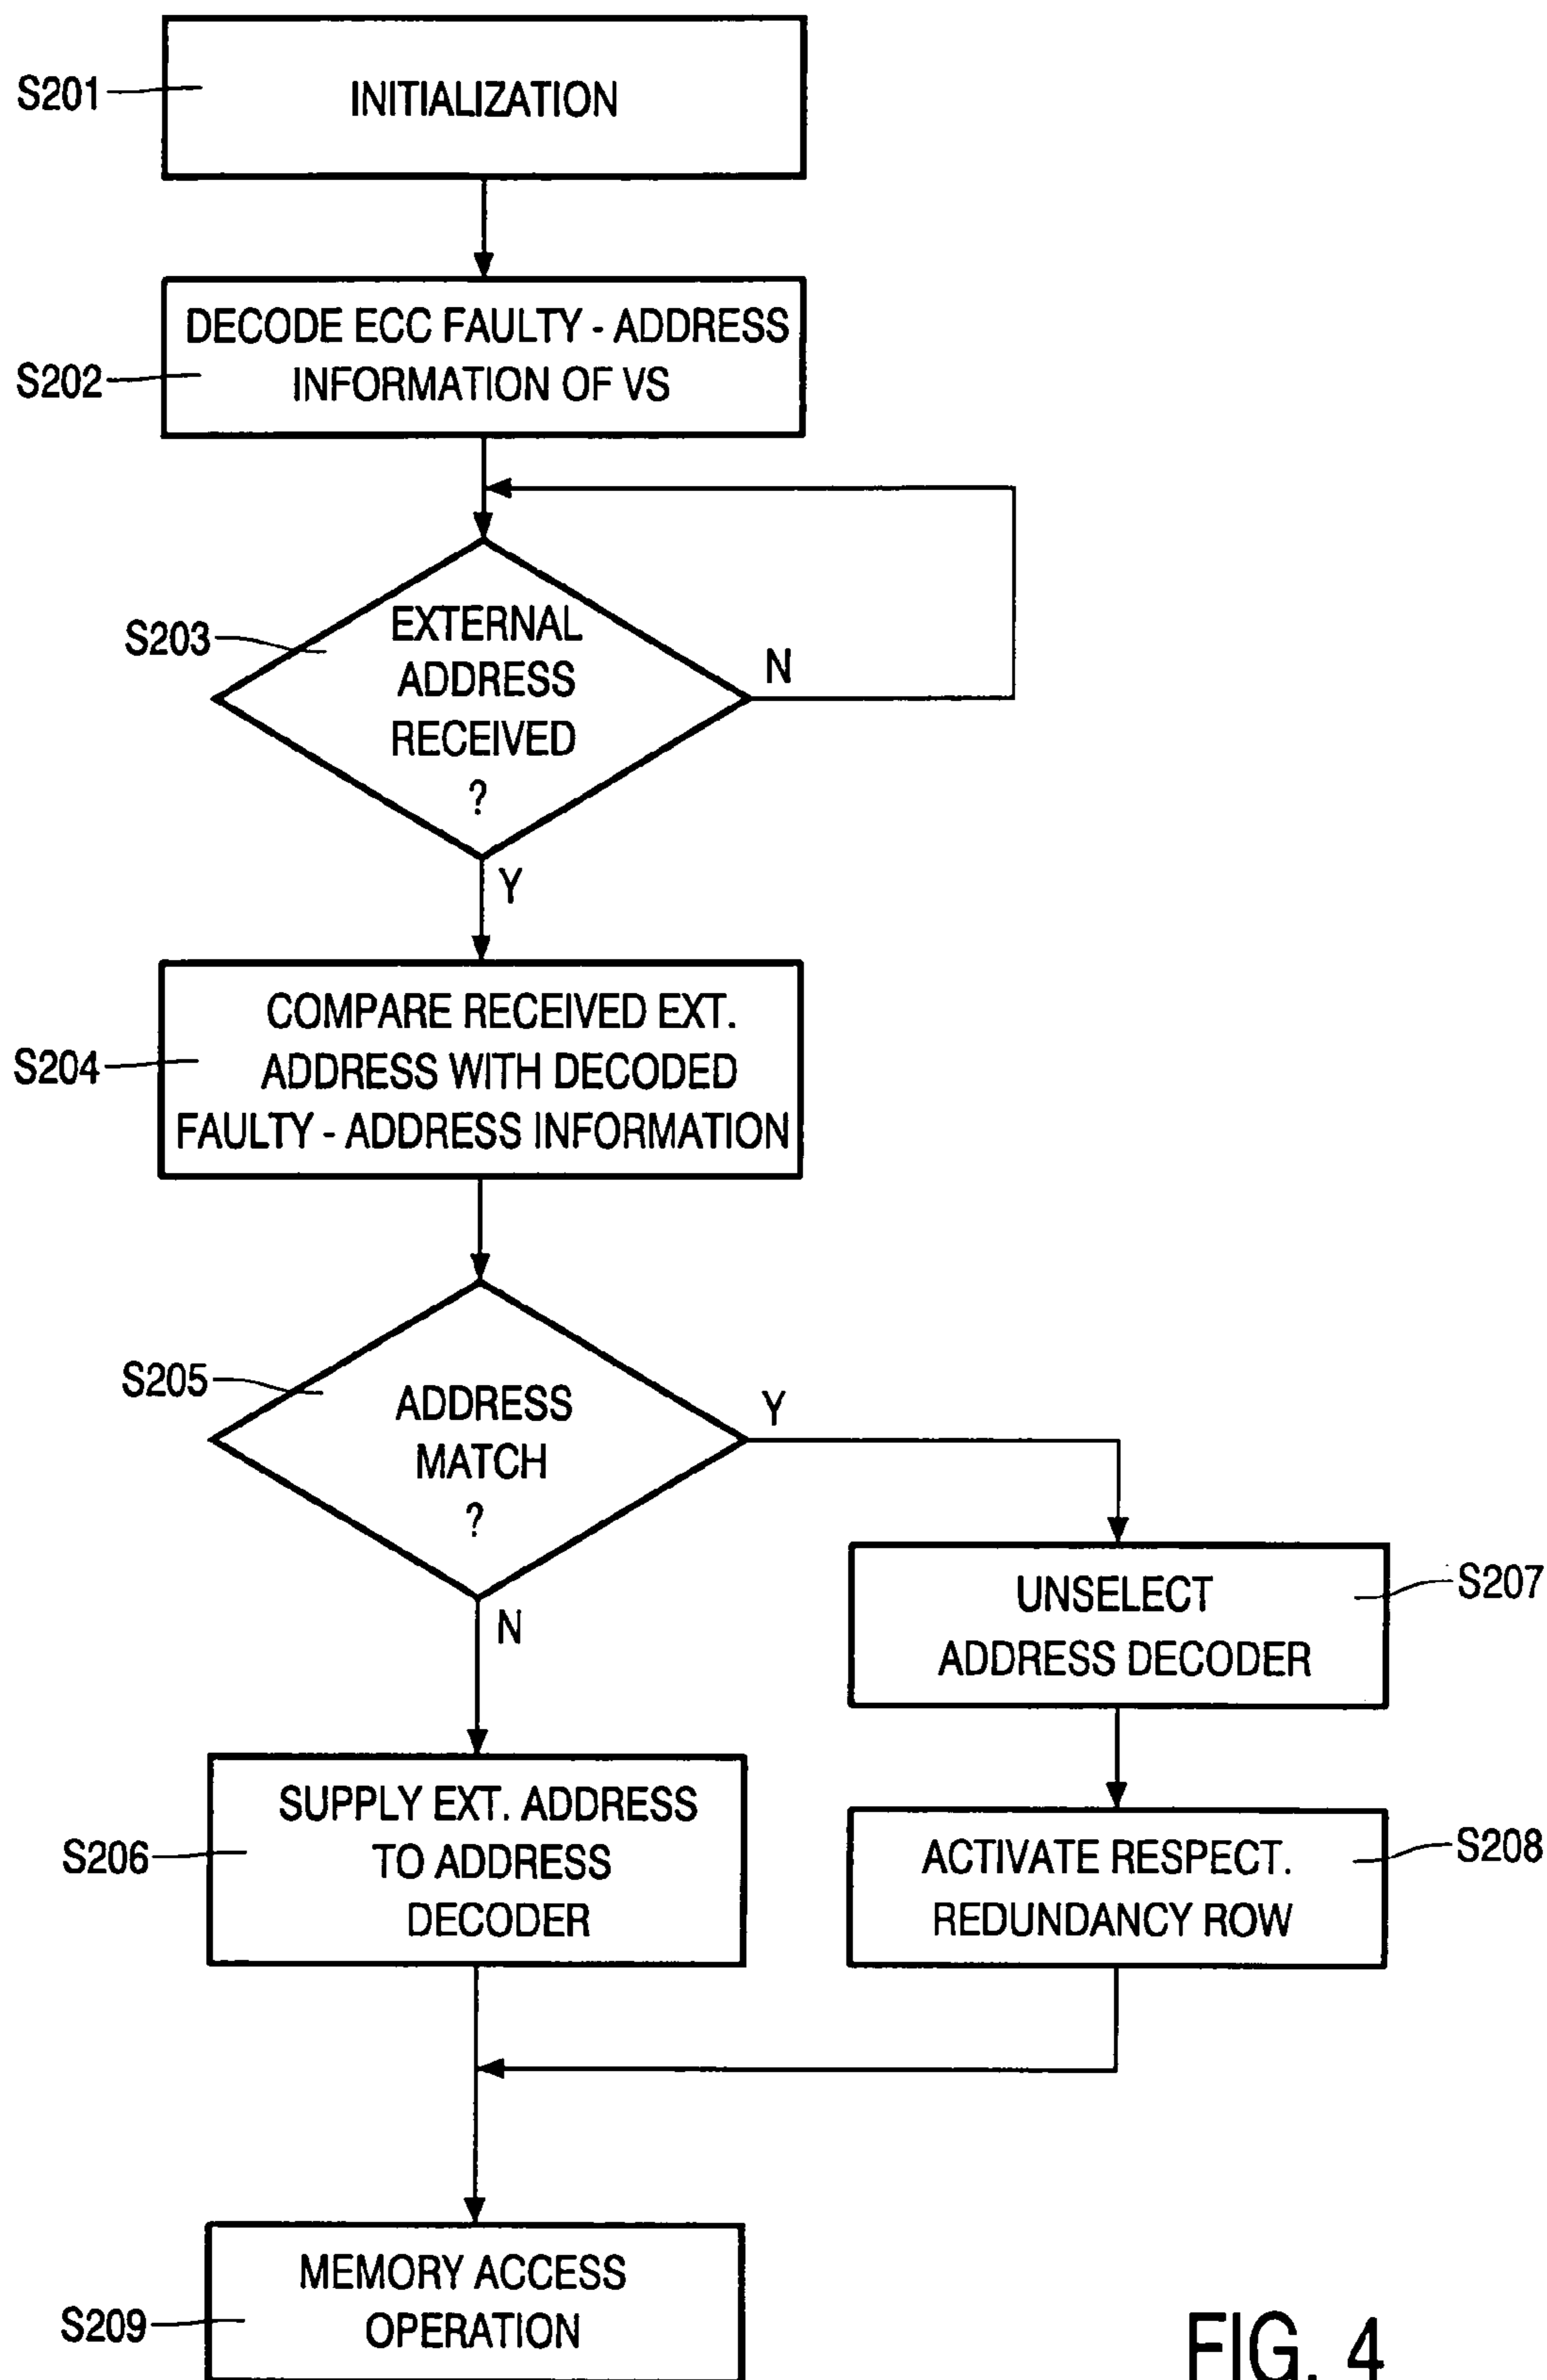 S201
INITIALIZATION
S202
DECODE ECC FAULTY - ADDRESS
INFORMATION OF VS
S203
EXTERNAL
ADDRESS
RECEIVED
?
N
Y
S204
COMPARE RECEIVED EXT.
ADDRESS WITH DECODED
FAULTY - ADDRESS INFORMATION
S205
ADDRESS
MATCH
?
Y
N
S207
UNSELECT
ADDRESS DECODER
S206
SUPPLY EXT. ADDRESS
TO ADDRESS
DECODER
S208
ACTIVATE RESPECT.
REDUNDANCY ROW
S209
MEMORY ACCESS
OPERATION
FIG. 4